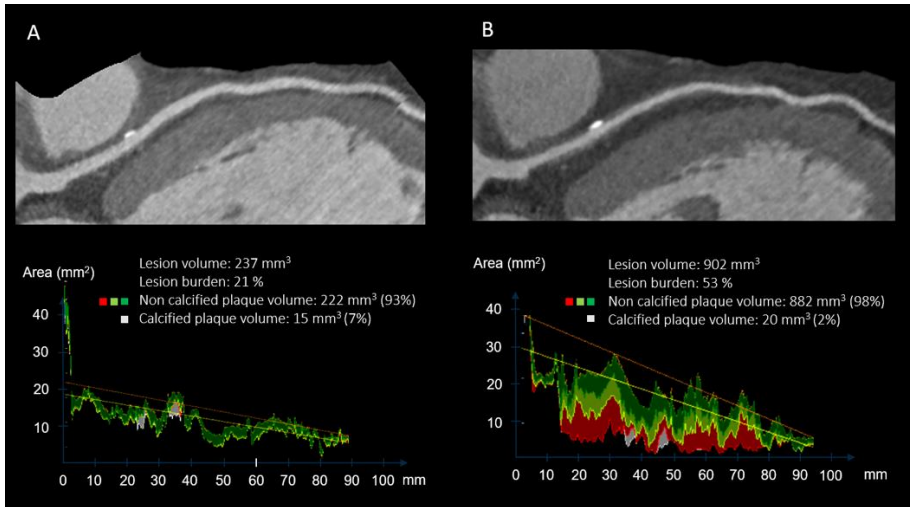 A
Lesion volume: 237 mm³
Area (mm²)
Lesion burden: 21 %
Non calcified plaque volume: 222 mm³ (93%)
Calcified plaque volume: 15 mm³ (7%)
40
30
20
10
0 10 20 30 40 50 60 70 80 90 100 mm
B
Lesion volume: 902 mm³
Area (mm²)
Lesion burden: 53 %
Non calcified plaque volume: 882 mm³ (98%)
Calcified plaque volume: 20 mm³ (2%)
40
30
20
10
0 10 20 30 40 50 60 70 80 90 100 mm